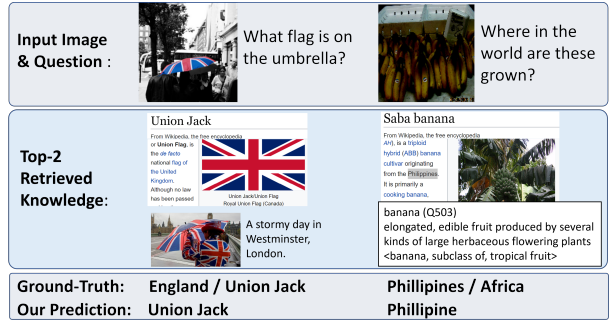 Input Image
& Question :
What flag is on
the umbrella?
Where in the
world are these
grown?
Top-2
Retrieved
Knowledge:
Union Jack
From Wikipedia, the free encyclopedia
or Union Flag, is
the de facto
national flag of
the United
Kingdom.
Although no law
has been passed
Union Jack/Union Flag
Royal Union Flag (Canada)
A stormy day in
Westminster,
London.
Saba banana
From Wikipedia, the free encyclopedia
Ah), is a triploid
hybrid (ABB) banana
cultivar originating
from the Philippines.
It is primarily a
cooking banana,
banana (Q503)
elongated, edible fruit produced by several
kinds of large herbaceous flowering plants
<banana, subclass of, tropical fruit>
Ground-Truth: England / Union Jack Phillipines / Africa
Our Prediction: Union Jack Phillipine